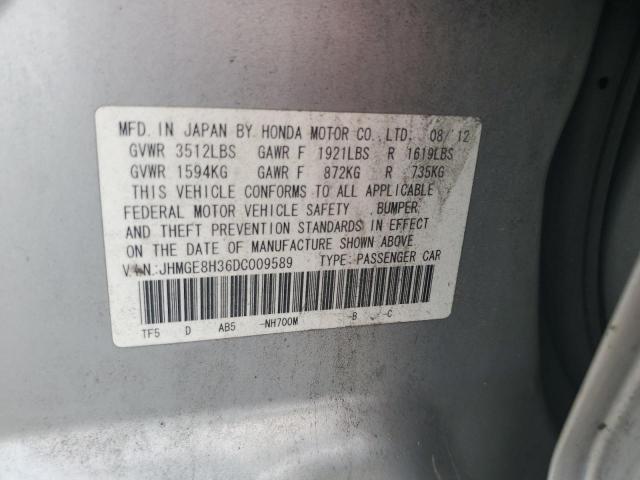 MFD. IN JAPAN BY HONDA MOTOR CO., LTD. 08/12
GVWR 3512LBS GAWR F 1921LBS R 1619LBS
GVWR 1594KG GAWR F 872KG R 735KG
THIS VEHICLE CONFORMS TO ALL APPLICABLE
FEDERAL MOTOR VEHICLE SAFETY , BUMPER,
AND THEFT PREVENTION STANDARDS IN EFFECT
ON THE DATE OF MANUFACTURE SHOWN ABOVE
V.I.N.:JHMGE8H36DC009589 TYPE: PASSENGER CAR
TF5 D AB5 -NH700M -B -C